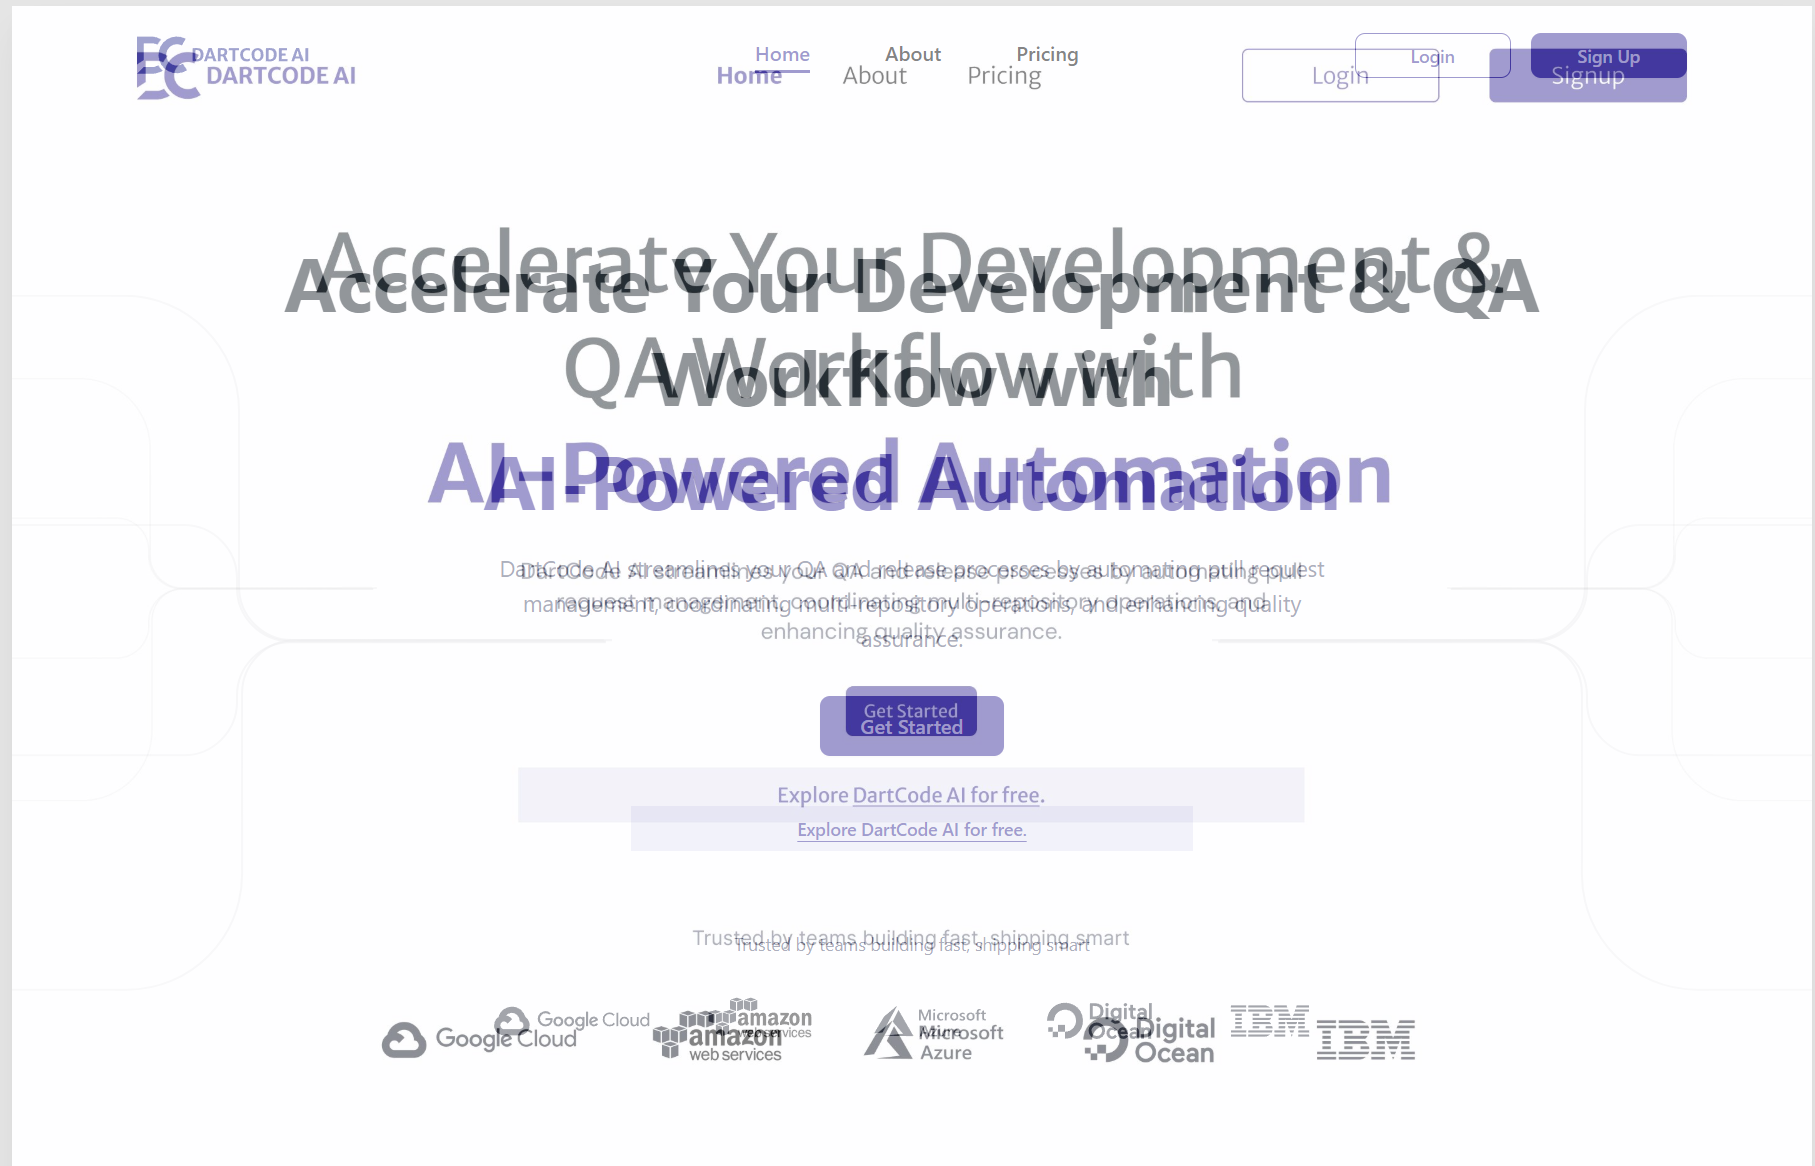 DARTCODE AI
DARTCODE AI
Home About Pricing
Home About Pricing
Login Sign Up
Login Signup
Accelerate Your Development &
QA Workflow with
AI-Powered Automation
Accelerate Your Development & QA
Workflow with
AI-Powered Automation
DartCode AI streamlines your QA and release processes by automating pull request
management, coordinating multi-repository operations, and enhancing quality
assurance.
DartCode AI streamlines your QA and release processes by automating pull
request management, coordinating multi-repository operations, and
enhancing quality assurance.
Get Started
Get Started
Explore DartCode AI for free.
Explore DartCode AI for free.
Trusted by teams building fast, shipping smart
Trusted by teams building fast, shipping smart
Google Cloud
amazon
web services
Microsoft
Azure
Digital
Ocean
IBM
Google Cloud
amazon
web services
Microsoft
Azure
Digital
Ocean
IBM